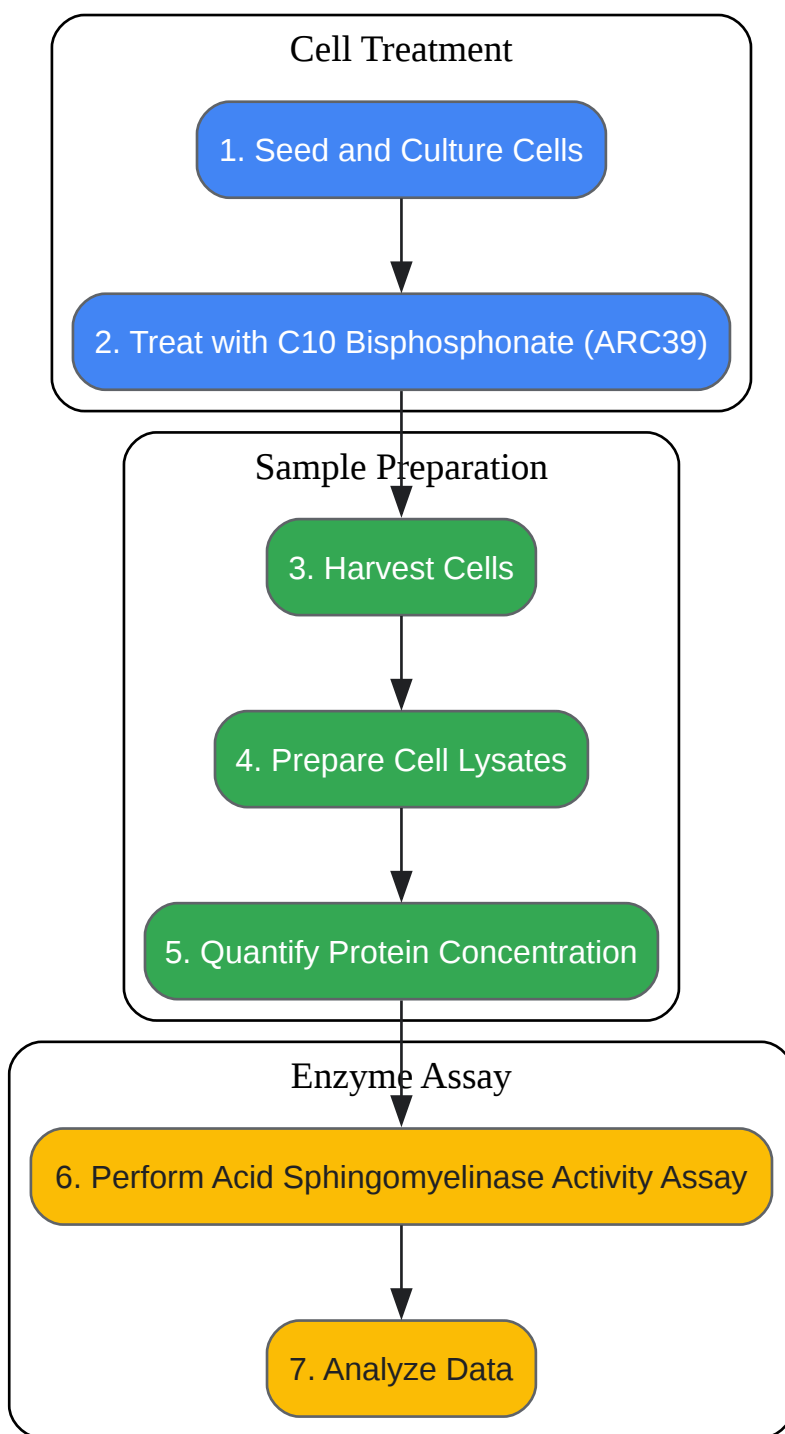 Cell Treatment
1. Seed and Culture Cells
2. Treat with C10 Bisphosphonate (ARC39)
Sample Preparation
3. Harvest Cells
4. Prepare Cell Lysates
5. Quantify Protein Concentration
Enzyme Assay
6. Perform Acid Sphingomyelinase Activity Assay
7. Analyze Data